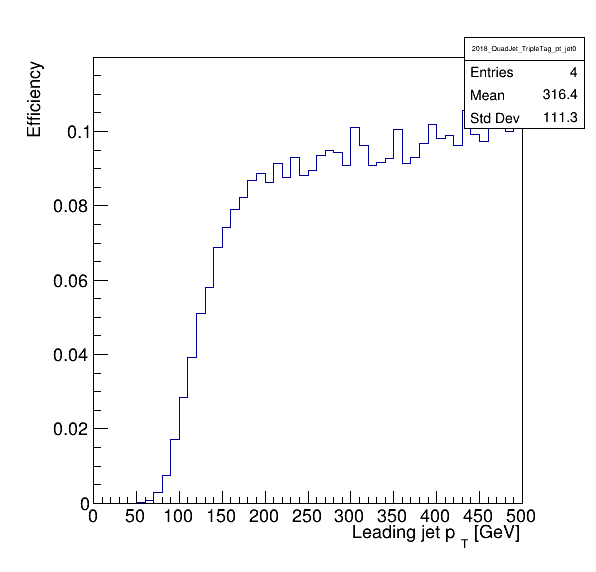 2018_QuadJet_TripleTag_pt_jet0
Entries 4
Mean 316.4
Std Dev 111.3
Efficiency
0.1
0.08
0.06
0.04
0.02
0
0 50 100 150 200 250 300 350 400 450 500
Leading jet p T [GeV]